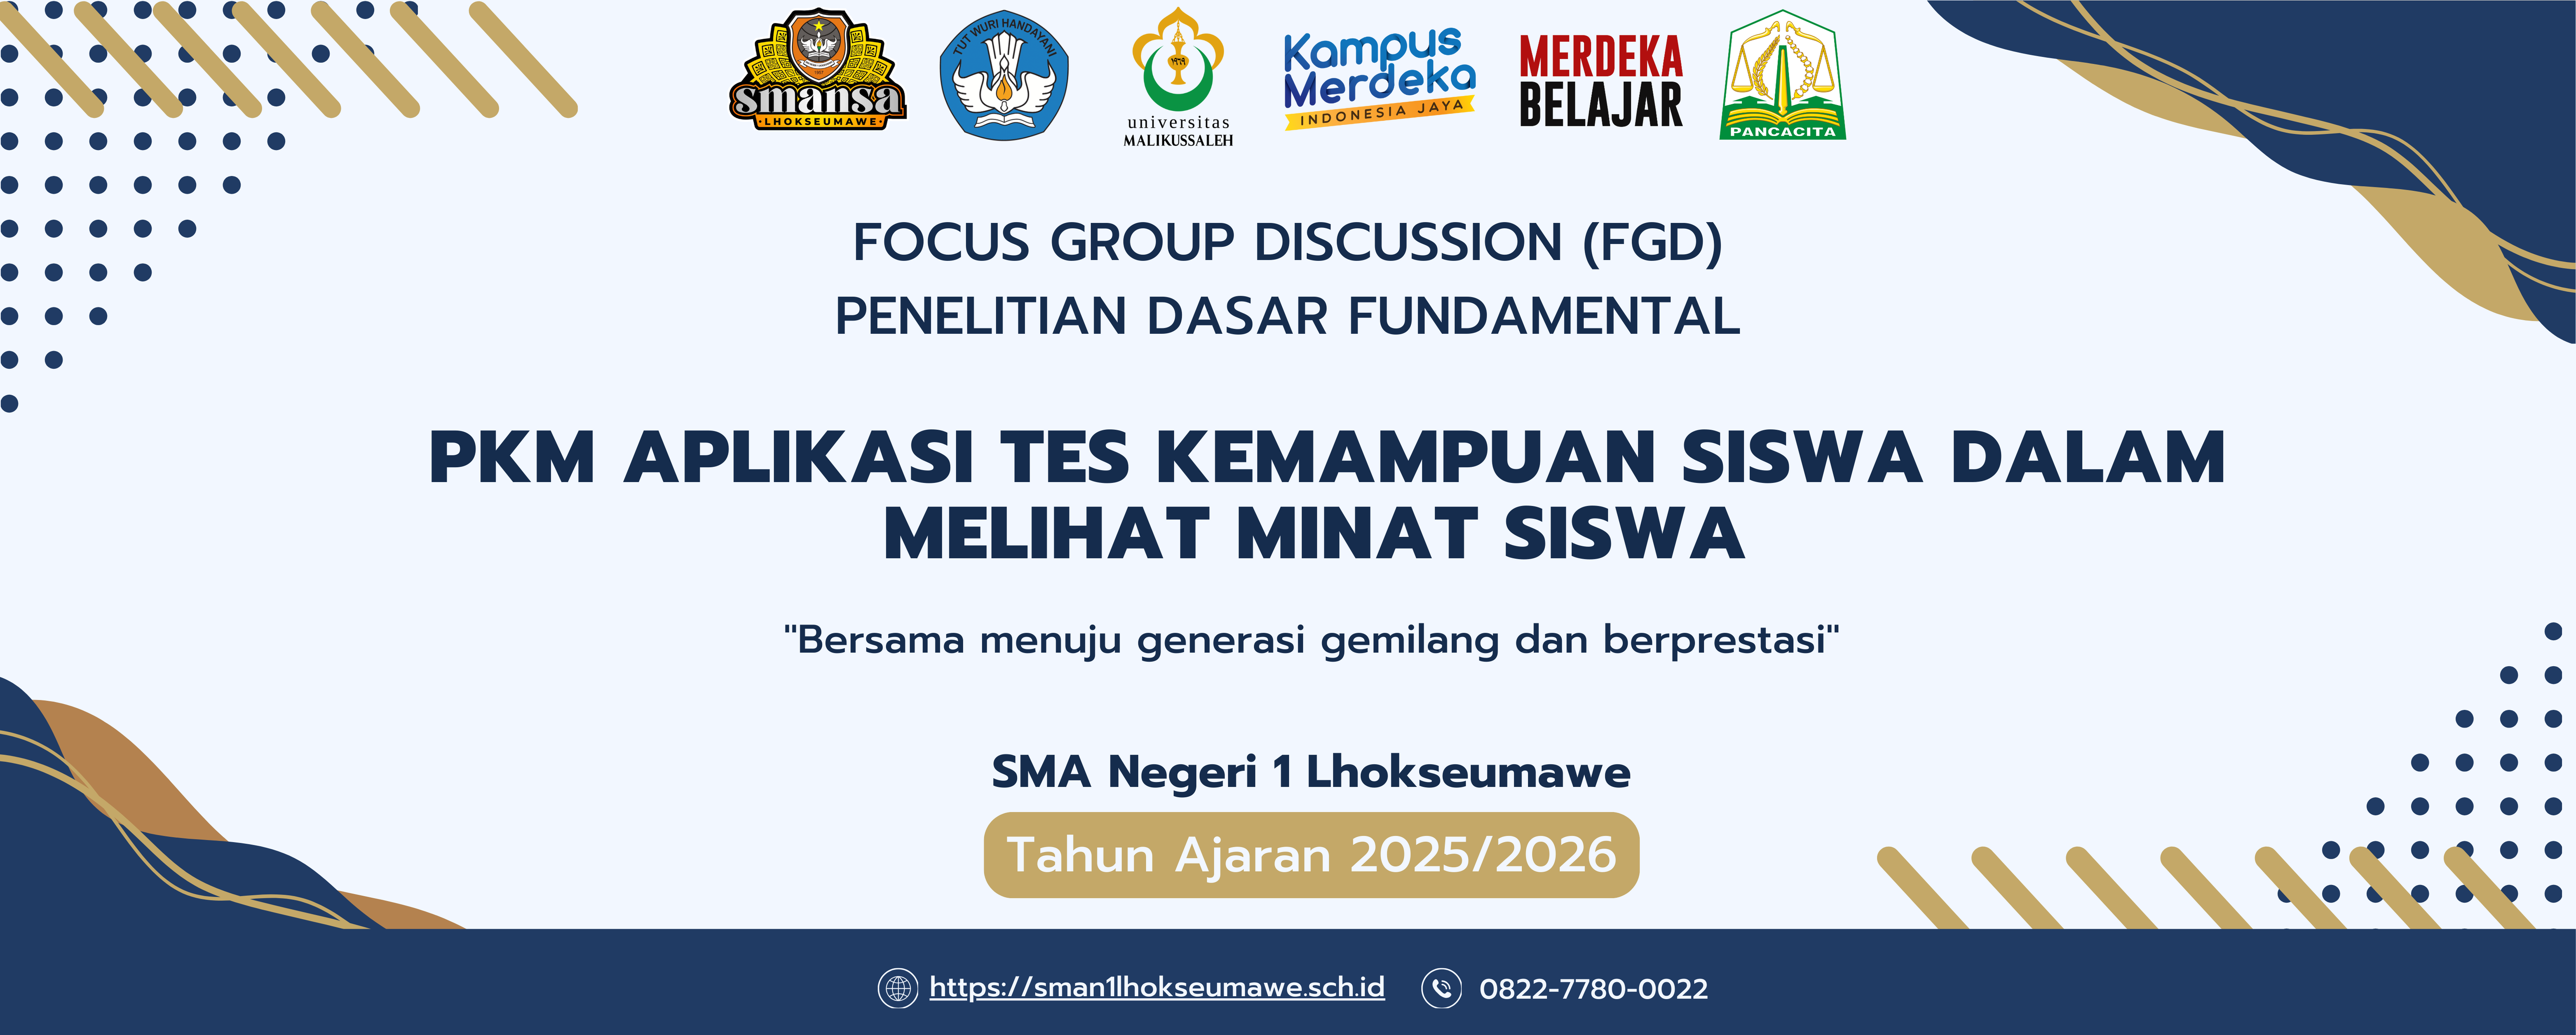 smansa
LHOKSEUMAWE
TUT WURI HANDAYANI
universitas
MALIKUSSALEH
Kampus
Merdeka
INDONESIA JAYA
MERDEKA
BELAJAR
PANCACITA
FOCUS GROUP DISCUSSION (FGD)
PENELITIAN DASAR FUNDAMENTAL
PKM APLIKASI TES KEMAMPUAN SISWA DALAM
MELIHAT MINAT SISWA
"Bersama menuju generasi gemilang dan berprestasi"
SMA Negeri 1 Lhokseumawe
Tahun Ajaran 2025/2026
https://sman1lhokseumawe.sch.id
0822-7780-0022